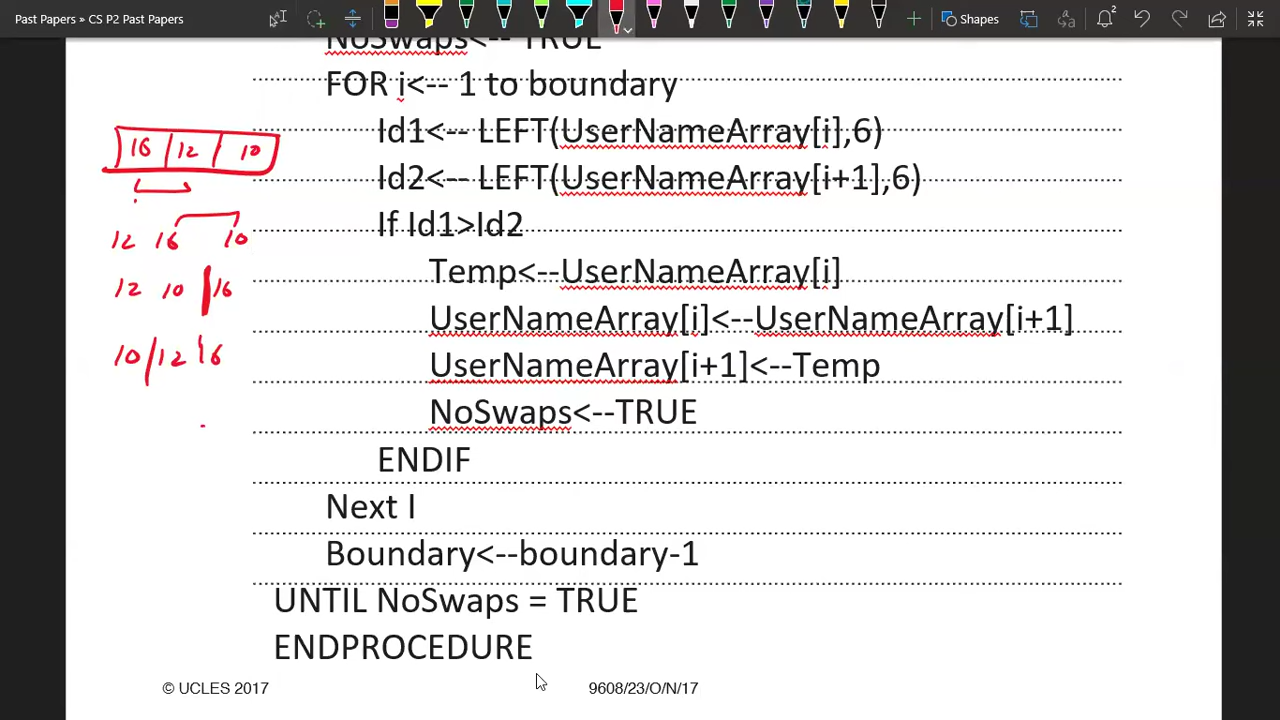 Past Papers » CS P2 Past Papers
Shapes
2
NoSwaps<-- TRUE
FOR i<-- 1 to boundary
Id1<-- LEFT(UserNameArray[i],6)
16 12 10
Id2<-- LEFT(UserNameArray[i+1],6)
If Id1>Id2
12 16 10
Temp<--UserNameArray[i]
12 10 16
UserNameArray[i]<--UserNameArray[i+1]
10 12 16
UserNameArray[i+1]<--Temp
NoSwaps<--TRUE
ENDIF
Next I
Boundary<--boundary-1
UNTIL NoSwaps = TRUE
ENDPROCEDURE
© UCLES 2017
9608/23/O/N/17